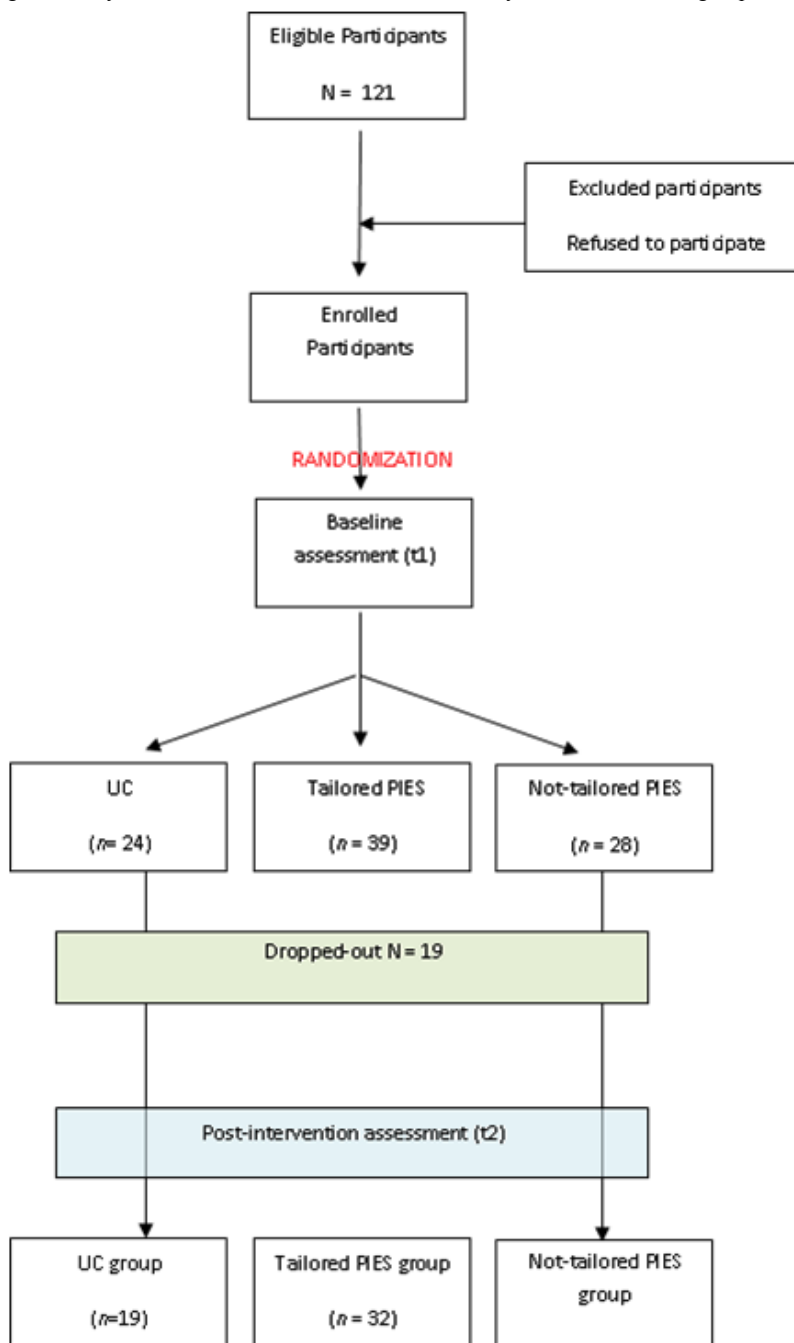 Eligible Participants
N = 121
Excluded participants
Refused to participate
Enrolled
Participants
RANDOMIZATION
Baseline
assessment (t1)
UC
(n= 24)
Tailored PIES
(n = 39)
Not-tailored PIES
(n = 28)
Dropped-out N = 19
Post-intervention assessment (t2)
UC group
(n=19)
Tailored PIES group
(n = 32)
Not-tailored PIES
group